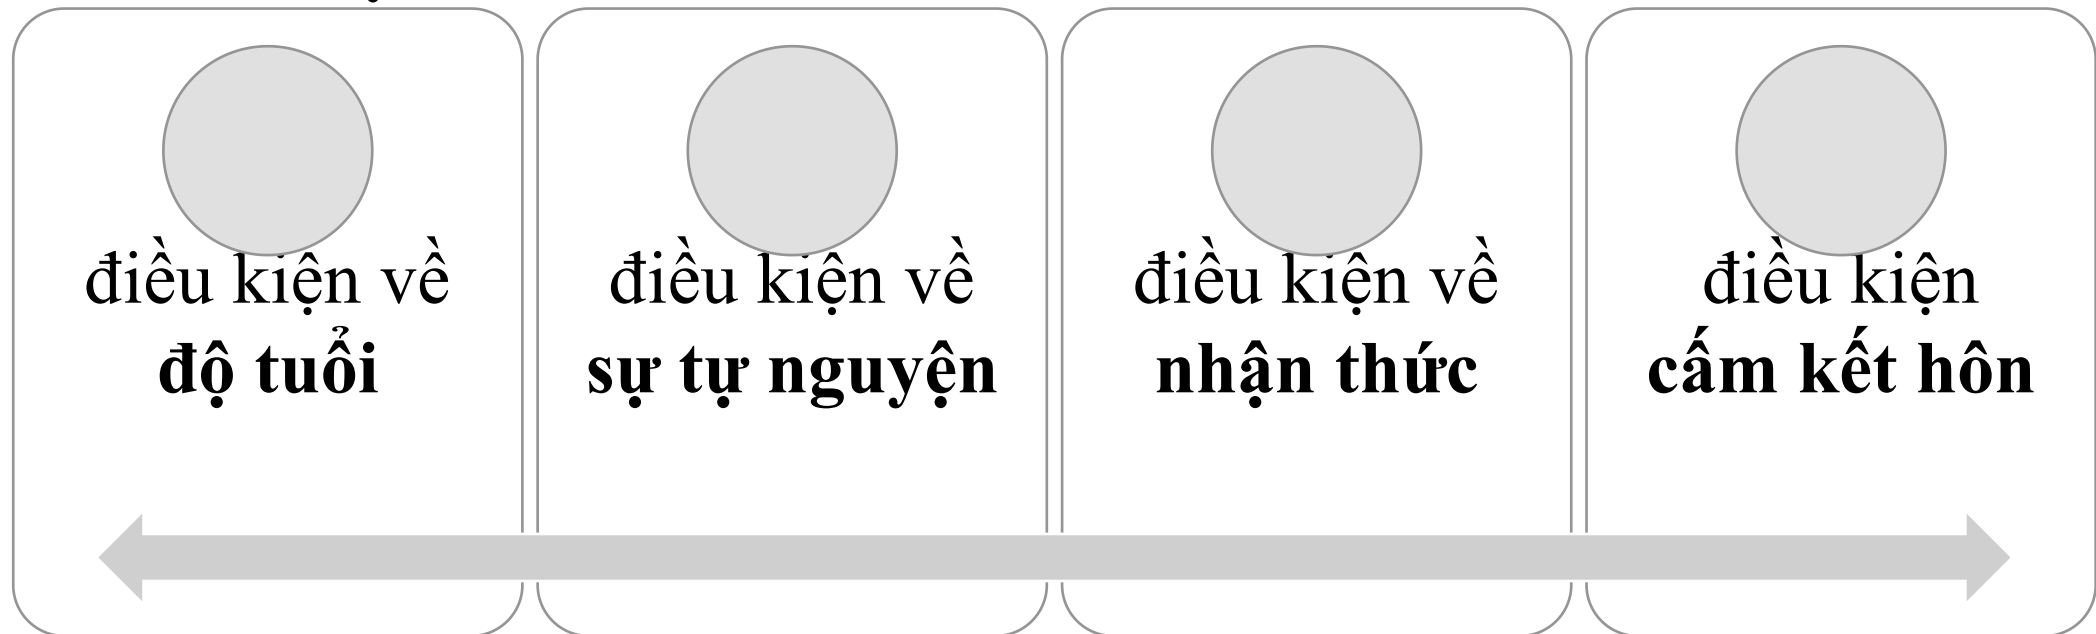 điều kiện về
độ tuổi
điều kiện về
sự tự nguyện
điều kiện về
nhận thức
điều kiện
cấm kết hôn